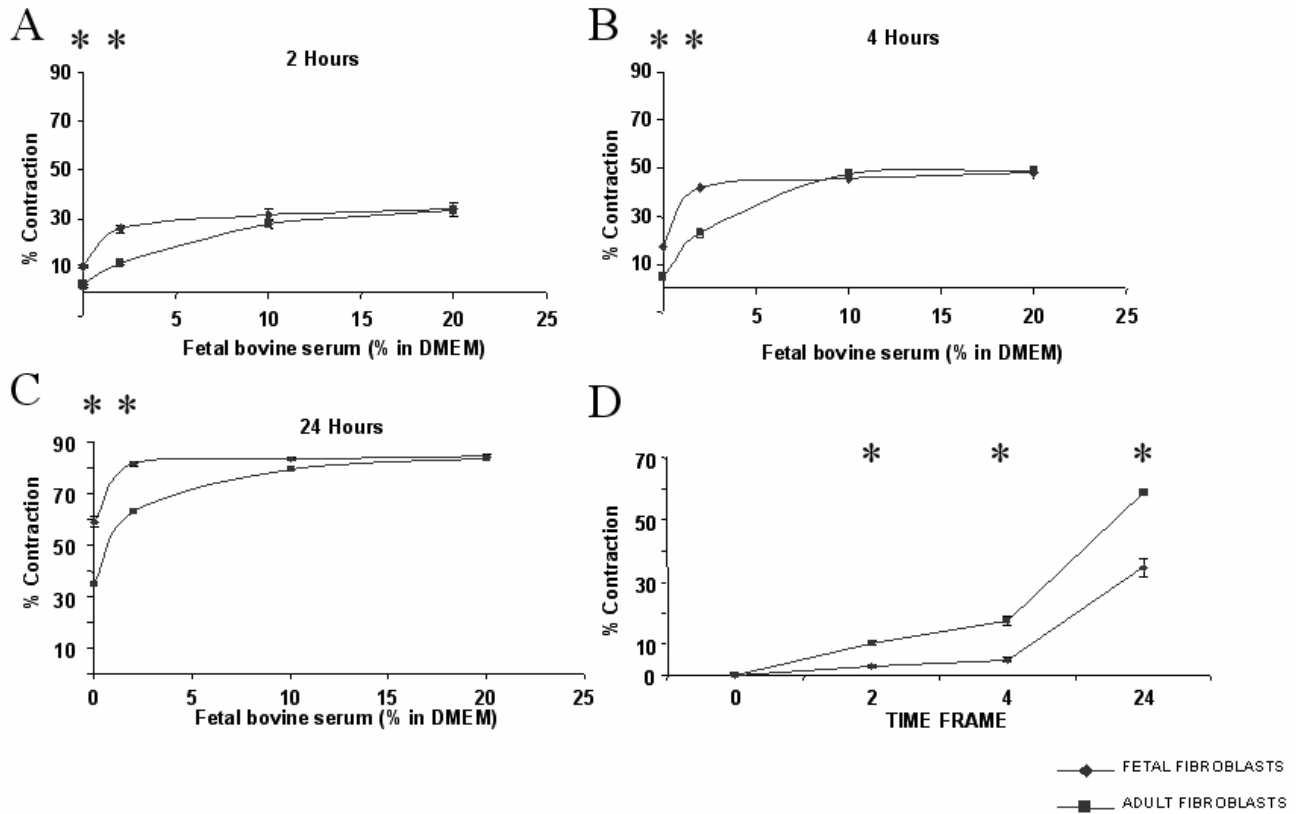 A
* *
2 Hours
90
70
50
30
10
% Contraction
5 10 15 20 25
Fetal bovine serum (% in DMEM)
B
* *
4 Hours
90
70
50
30
10
% Contraction
5 10 15 20 25
Fetal bovine serum (% in DMEM)
C
* *
24 Hours
90
70
50
30
10
% Contraction
0 5 10 15 20 25
Fetal bovine serum (% in DMEM)
D
* * *
70
50
30
10
0
% Contraction
0 2 4 24
TIME FRAME
FETAL FIBROBLASTS
ADULT FIBROBLASTS